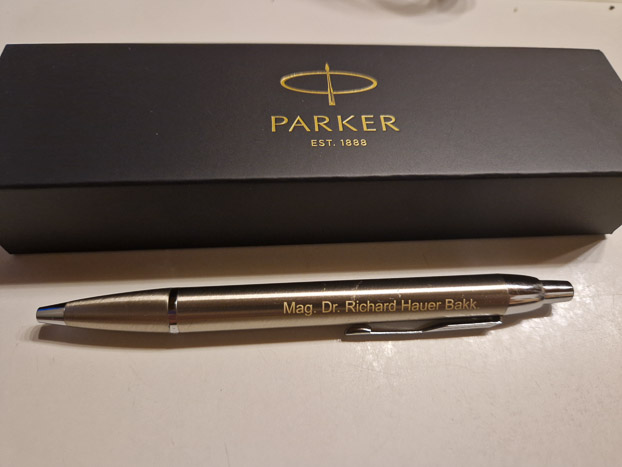 PARKER
EST. 1888
Mag. Dr. Richard Hauer Bakk